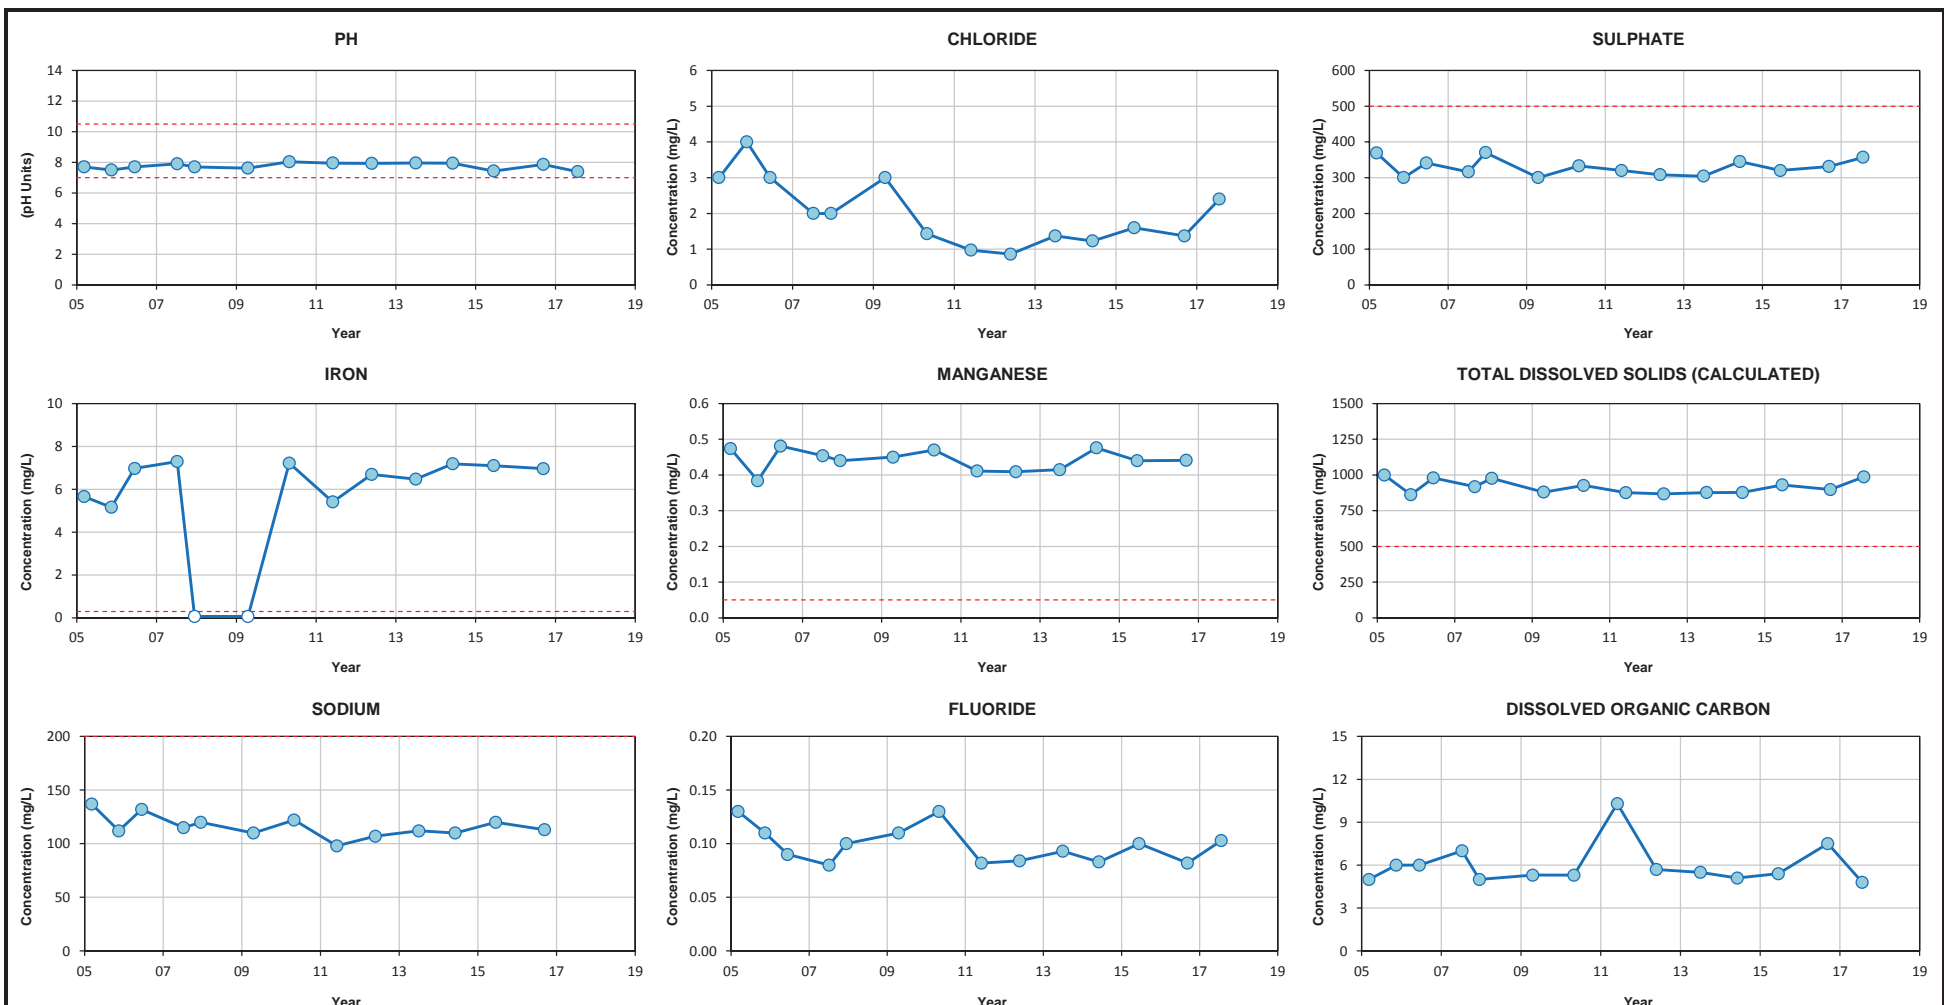 PH
14
12
10
8
6
4
2
0
(pH Units)
05 07 09 11 13 15 17 19
Year
CHLORIDE
6
5
4
3
2
1
0
Concentration (mg/L)
05 07 09 11 13 15 17 19
Year
SULPHATE
600
500
400
300
200
100
0
Concentration (mg/L)
05 07 09 11 13 15 17 19
Year
IRON
10
8
6
4
2
0
Concentration (mg/L)
05 07 09 11 13 15 17 19
Year
MANGANESE
0.6
0.5
0.4
0.3
0.2
0.1
0.0
Concentration (mg/L)
05 07 09 11 13 15 17 19
Year
TOTAL DISSOLVED SOLIDS (CALCULATED)
1500
1250
1000
750
500
250
0
Concentration (mg/L)
05 07 09 11 13 15 17 19
Year
SODIUM
200
150
100
50
0
Concentration (mg/L)
05 07 09 11 13 15 17 19
Year
FLUORIDE
0.20
0.15
0.10
0.05
0.00
Concentration (mg/L)
05 07 09 11 13 15 17 19
Year
DISSOLVED ORGANIC CARBON
15
12
9
6
3
0
Concentration (mg/L)
05 07 09 11 13 15 17 19
Year